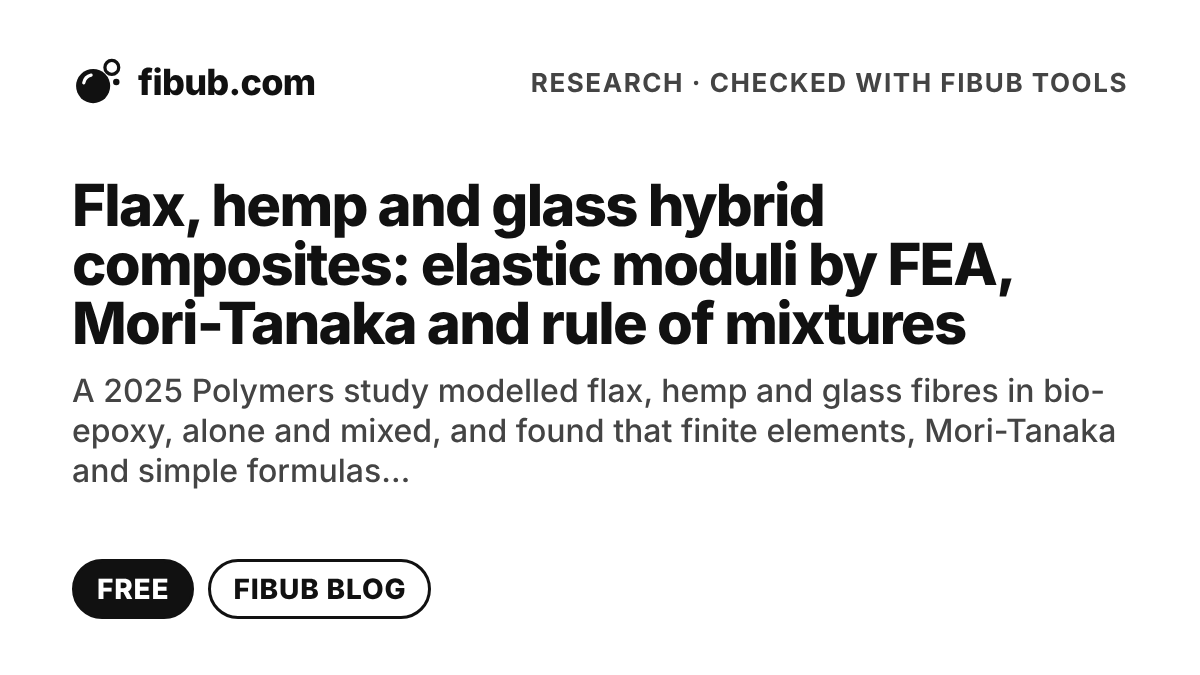 fibub.com
RESEARCH · CHECKED WITH FIBUB TOOLS
Flax, hemp and glass hybrid
composites: elastic moduli by FEA,
Mori-Tanaka and rule of mixtures
A 2025 Polymers study modelled flax, hemp and glass fibres in bio-
epoxy, alone and mixed, and found that finite elements, Mori-Tanaka
and simple formulas...
FREE
FIBUB BLOG